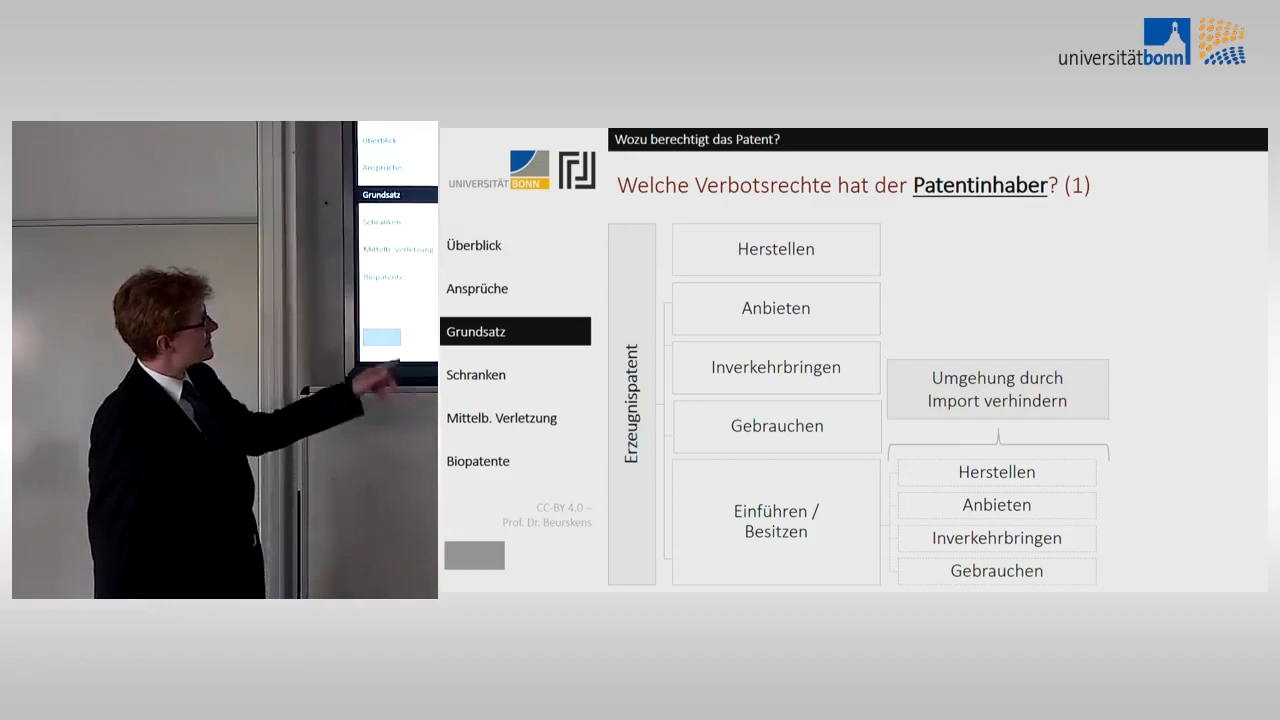 universitätbonn
Überblick
Ansprüche
Grundsatz
Schranken
Mittelb. Verletzung
Biopatente
UNIVERSITÄT BONN
Überblick
Ansprüche
Grundsatz
Schranken
Mittelb. Verletzung
Biopatente
CC-BY 4.0 –
Prof. Dr. Beurskens
Wozu berechtigt das Patent?
Welche Verbotsrechte hat der Patentinhaber? (1)
Erzeugnispatent
Herstellen
Anbieten
Inverkehrbringen
Gebrauchen
Einführen /
Besitzen
Umgehung durch
Import verhindern
Herstellen
Anbieten
Inverkehrbringen
Gebrauchen